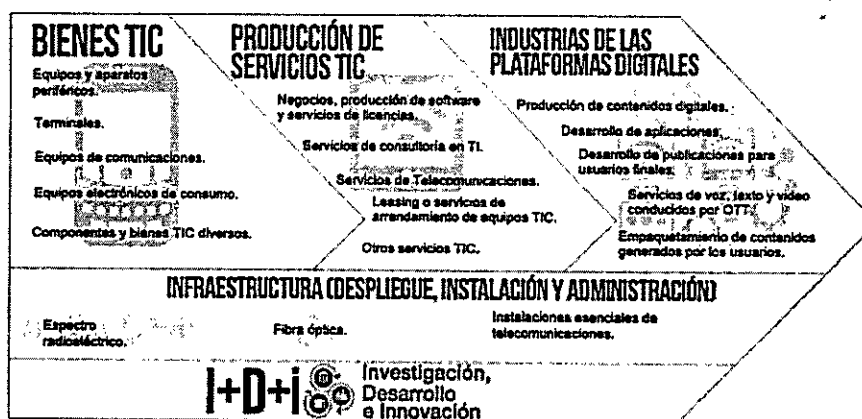 BIENES TIC
Equipos y aparatos
periféricos.
Terminales.
Equipos de comunicaciones.
Equipos electrónicos de consumo.
Componentes y bienes TIC diversos.
PRODUCCIÓN DE
SERVICIOS TIC
Negocios, producción de software
y servicios de licencias.
Servicios de consultoría en TI.
Servicios de Telecomunicaciones.
Leasing o servicios de
arrendamiento de equipos TIC.
Otros servicios TIC.
INDUSTRIAS DE LAS
PLATAFORMAS DIGITALES
Producción de contenidos digitales.
Desarrollo de aplicaciones.
Desarrollo de publicaciones para
usuarios finales.
Servicios de voz, texto y video
conducidos por OTT.
Empaquetamiento de contenidos
generados por los usuarios.
INFRAESTRUCTURA (DESPLIEGUE, INSTALACIÓN Y ADMINISTRACIÓN)
Espectro
radioeléctrico.
Fibra óptica.
Instalaciones esenciales de
telecomunicaciones.
I+D+i
Investigación,
Desarrollo
e Innovación